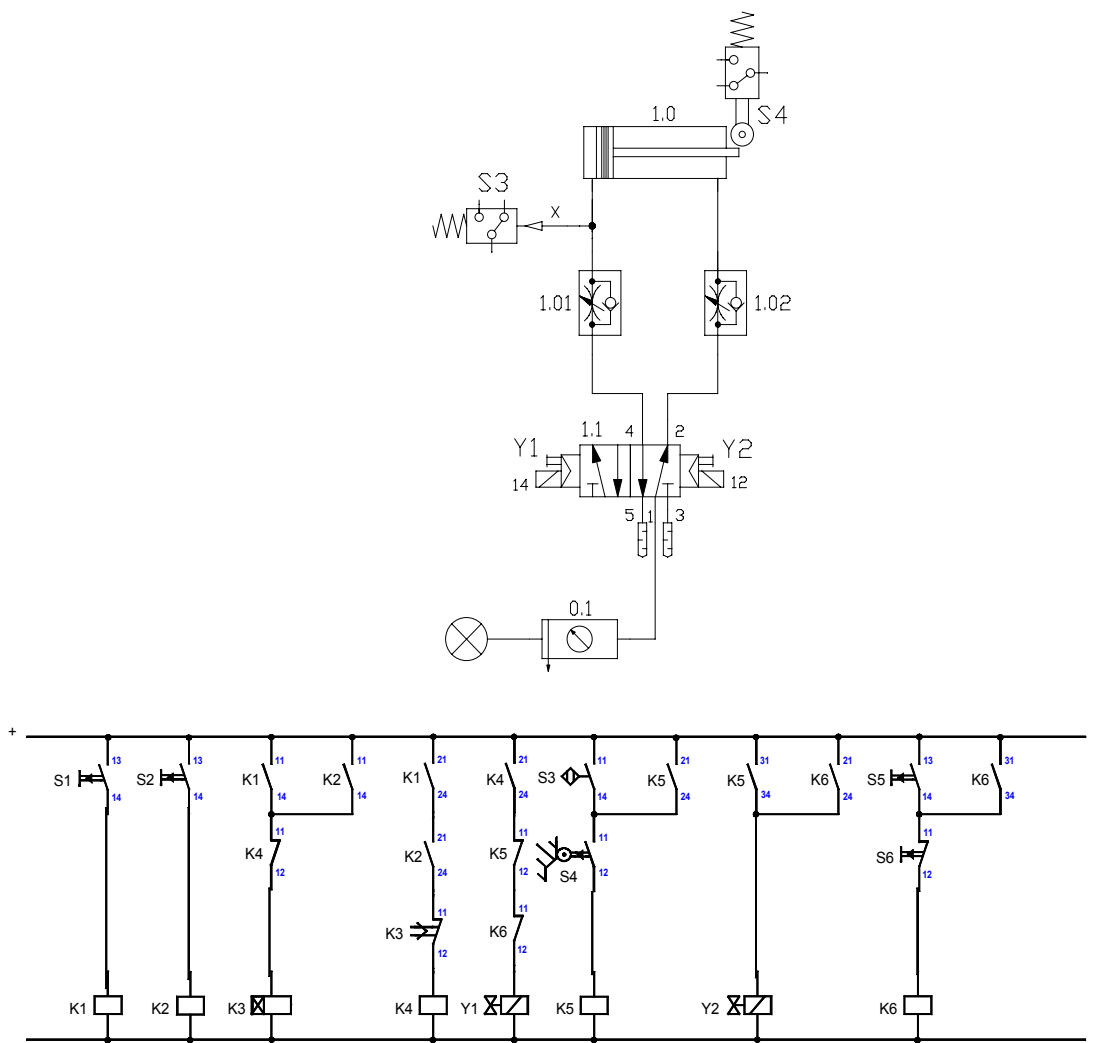 1.0
S4
S3
X
1.01
1.02
Y1
1.1
4
2
Y2
14
12
5
1
3
0.1
+
13 13 11 11 21 21 11 21 31 21 13 31
S1 S2 K1 K2 K1 K4 S3 K5 K5 K6 S5 K6
14 14 14 14 24 24 14 24 34 24 14 34
11 21 11 11 11
K4 K2 K5 S4 S6
12 24 12 12 12
11 11
K3 K6
12 12
K1 K2 K3 K4 Y1 K5 Y2 K6